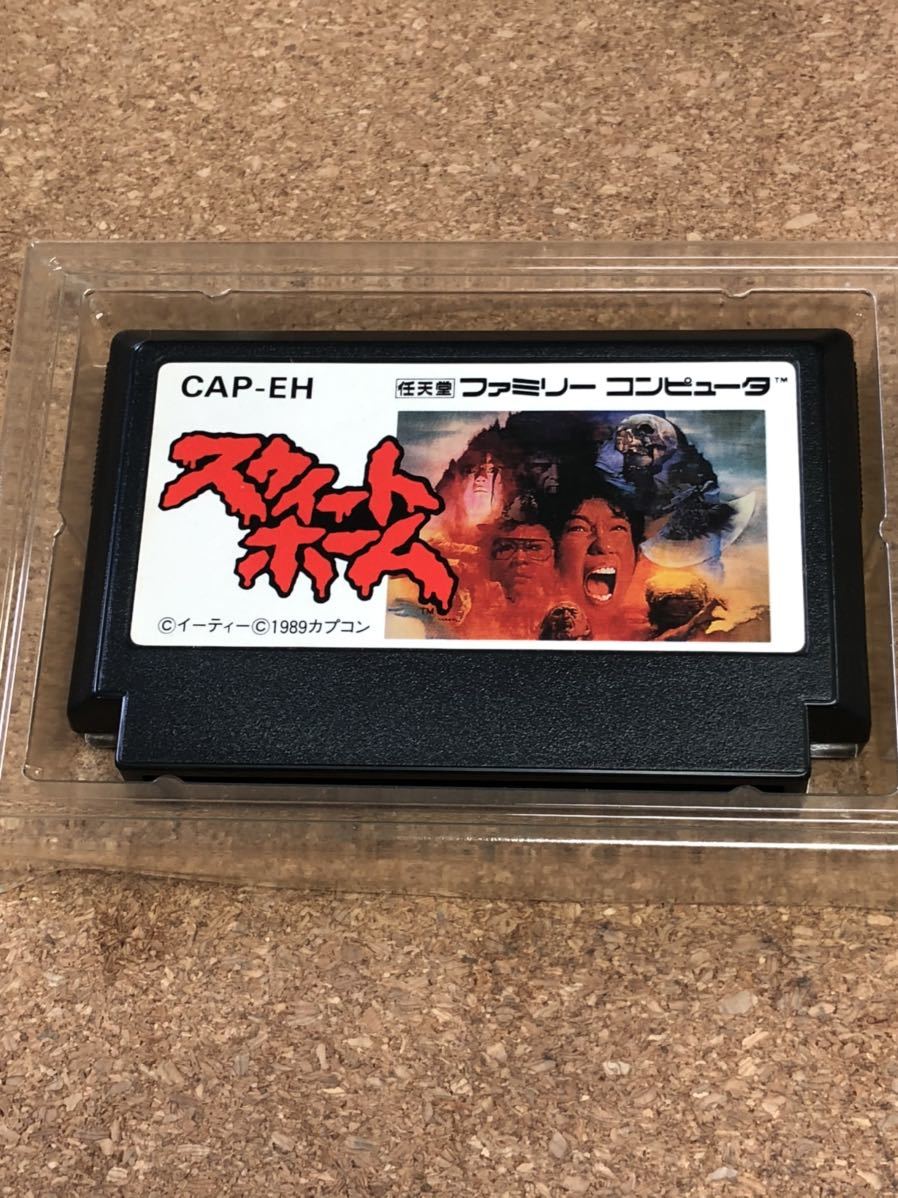 CAP-EH
任天堂 ファミリー コンピュータ™
スウィート
ホーム
TM
©イーティー©1989カプコン